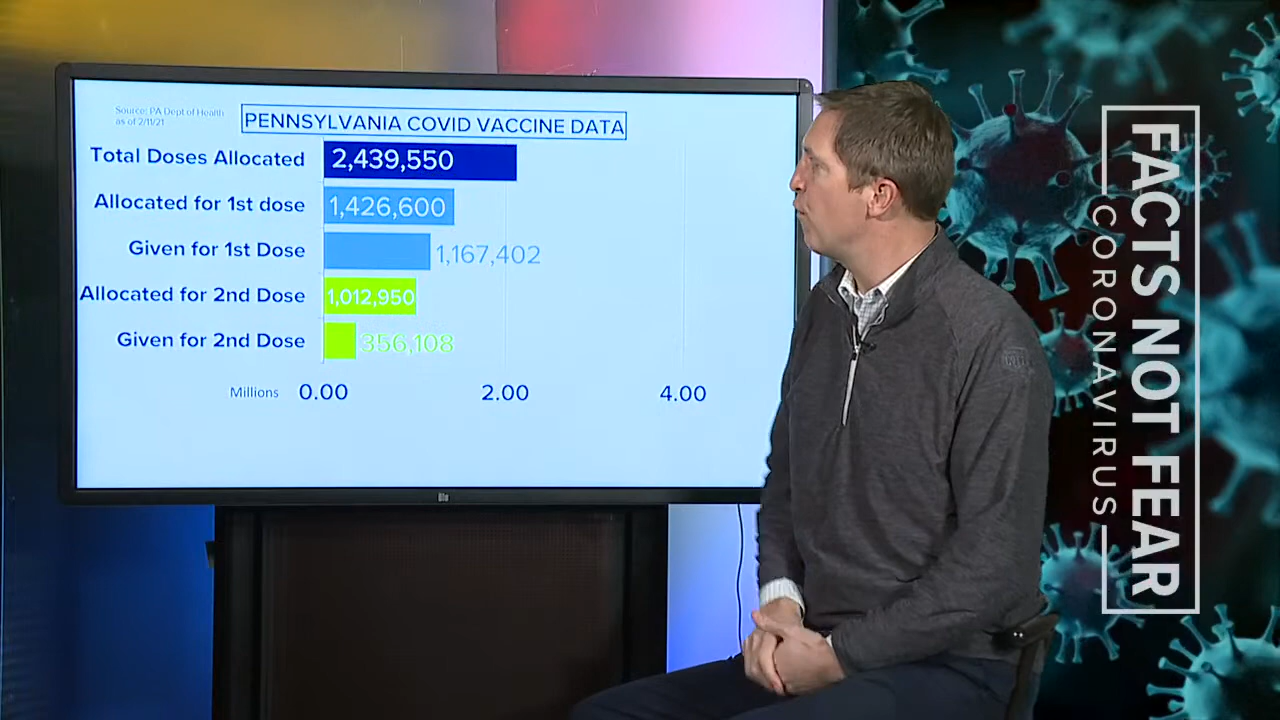 Source: PA Dept of Health
as of 2/11/21
PENNSYLVANIA COVID VACCINE DATA
Total Doses Allocated 2,439,550
Allocated for 1st dose 1,426,600
Given for 1st Dose 1,167,402
Allocated for 2nd Dose 1,012,950
Given for 2nd Dose 356,108
Millions 0.00 2.00 4.00
elo
FACTS NOT FEAR
CORONAVIRUS